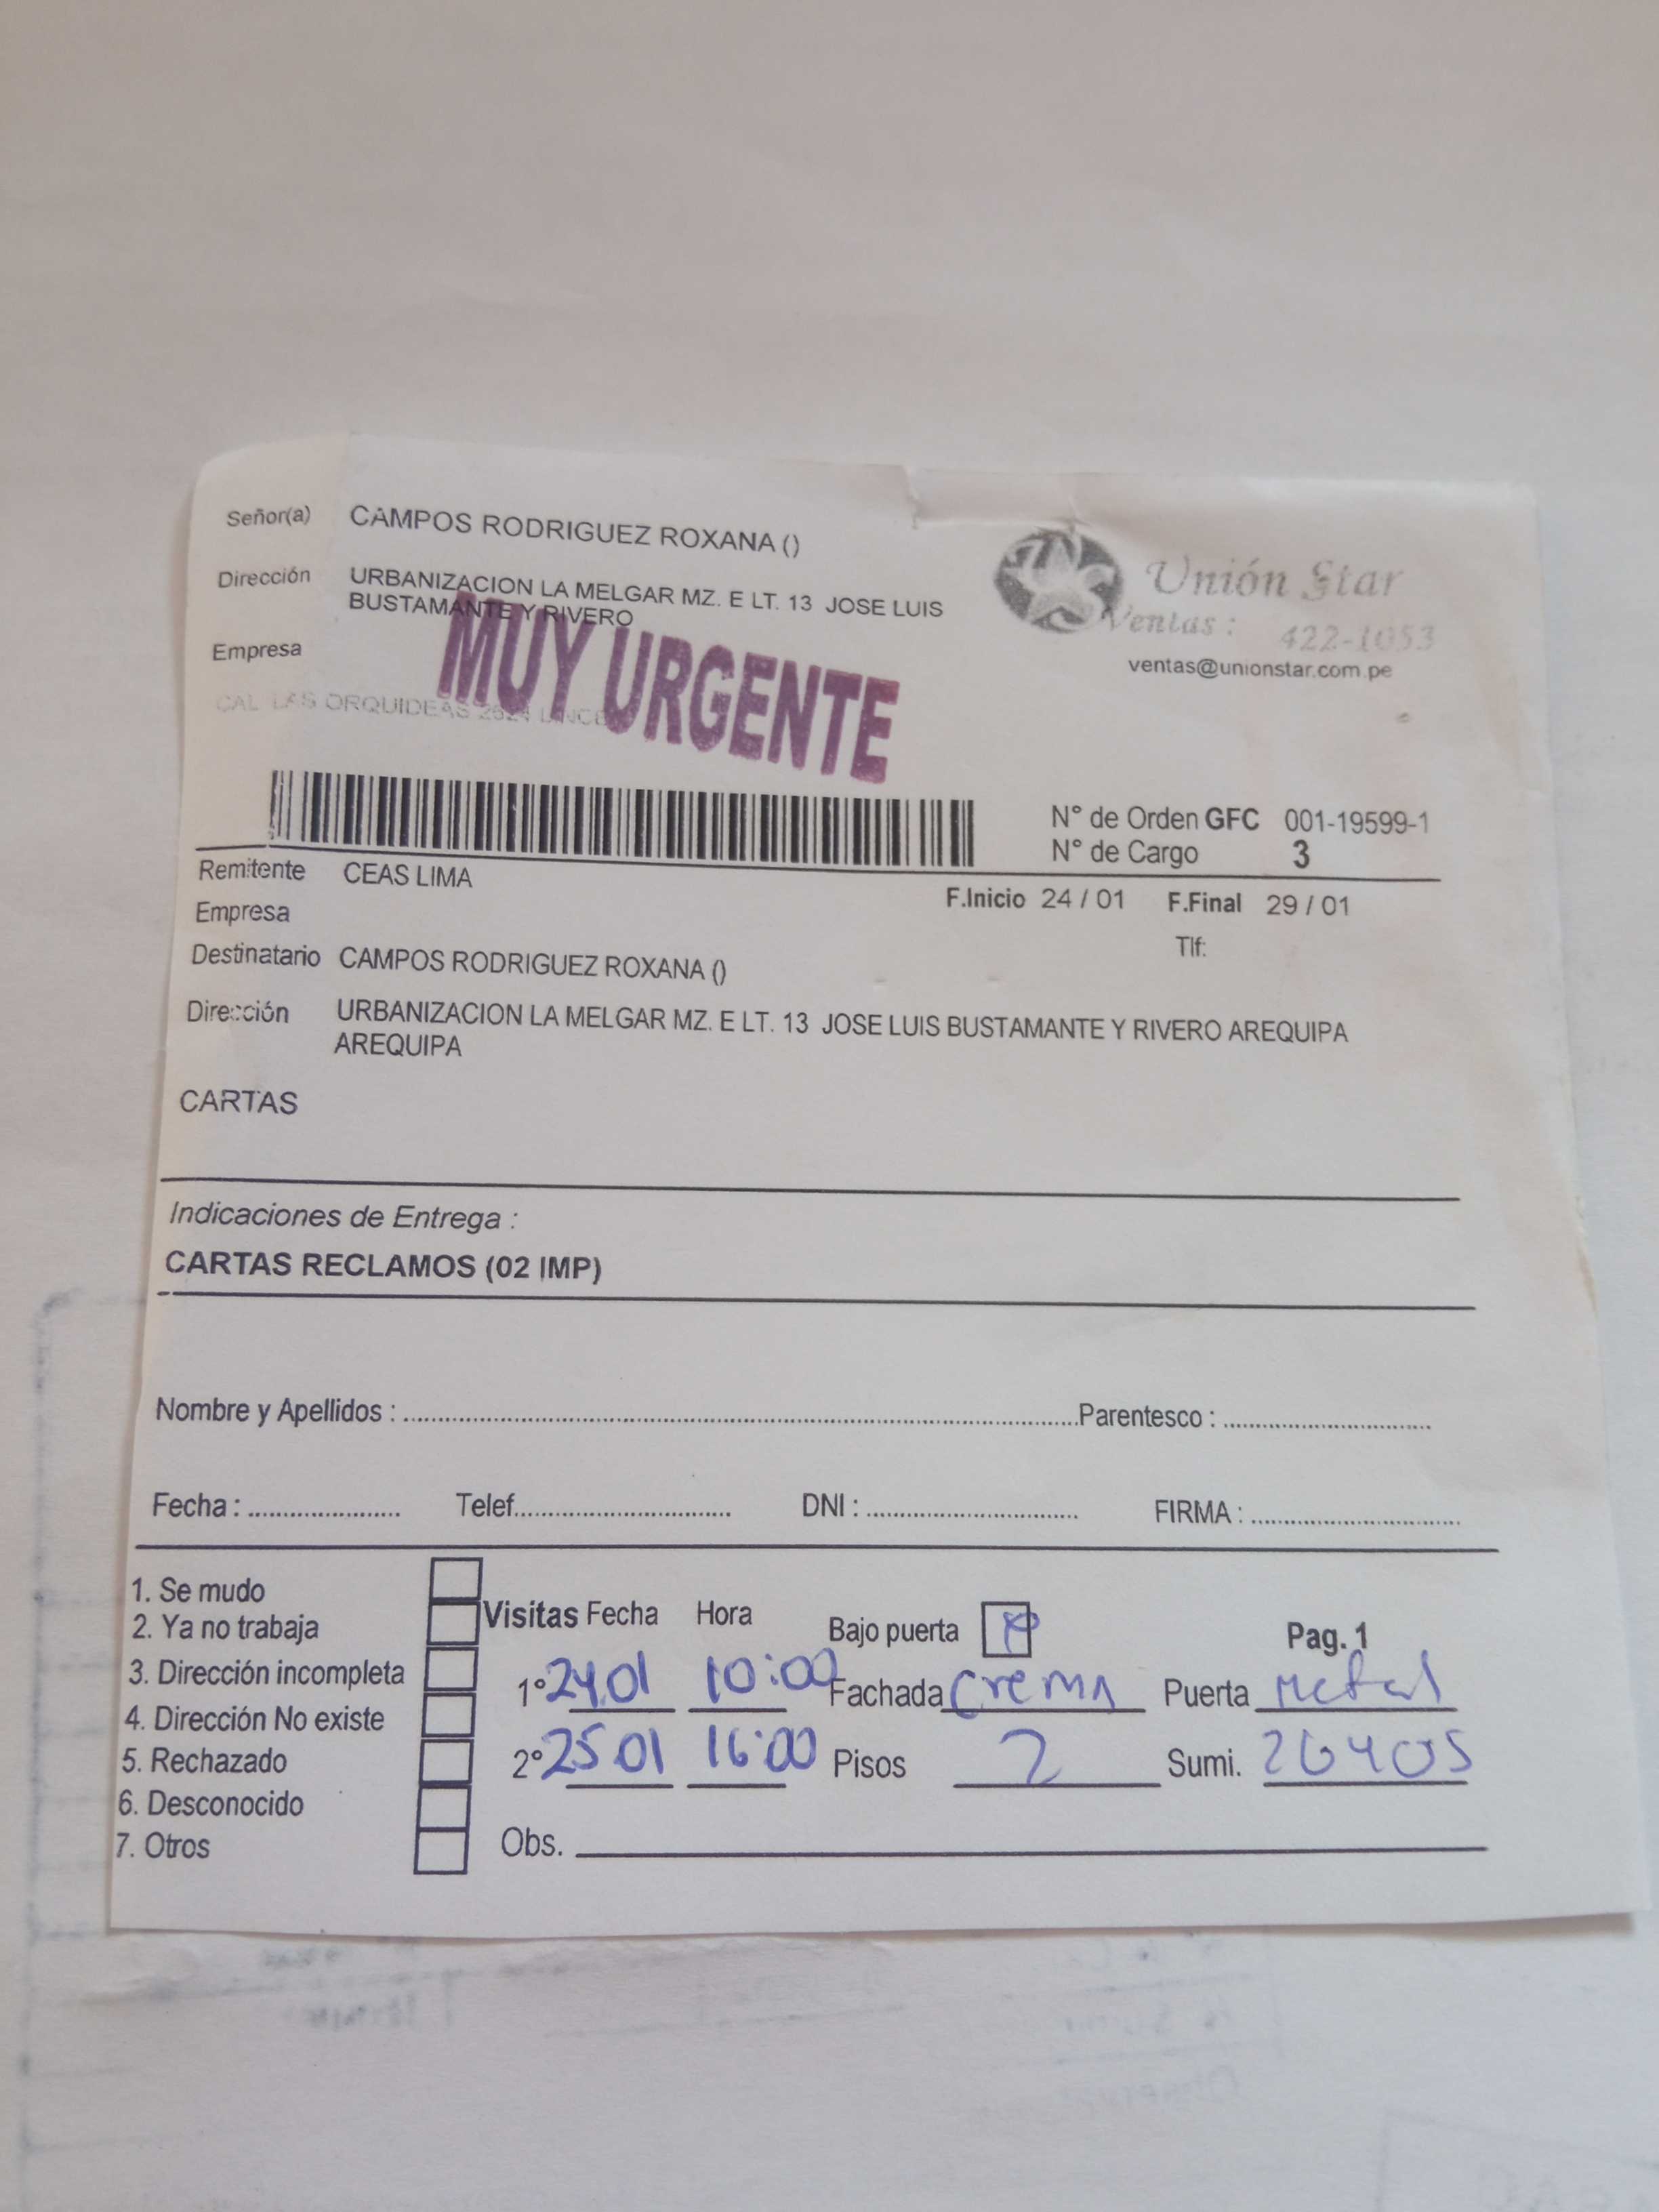 Señor(a) CAMPOS RODRIGUEZ ROXANA ()
Dirección URBANIZACION LA MELGAR MZ. E LT. 13 JOSE LUIS
BUSTAMANTE Y RIVERO
Unión Star
Ventas : 422-1053
ventas@unionstar.com.pe
Empresa
MUY URGENTE
CAL LAS ORQUIDEAS LINCE
N° de Orden GFC 001-19599-1
N° de Cargo 3
Remitente CEAS LIMA
F.Inicio 24 / 01 F.Final 29 / 01
Empresa
Tlf:
Destinatario CAMPOS RODRIGUEZ ROXANA ()
Dirección URBANIZACION LA MELGAR MZ. E LT. 13 JOSE LUIS BUSTAMANTE Y RIVERO AREQUIPA
AREQUIPA
CARTAS
Indicaciones de Entrega :
CARTAS RECLAMOS (02 IMP)
Nombre y Apellidos : Parentesco :
Fecha : Telef. DNI : FIRMA :
1. Se mudo
2. Ya no trabaja
3. Dirección incompleta
4. Dirección No existe
5. Rechazado
6. Desconocido
7. Otros
Visitas Fecha Hora Bajo puerta Pag. 1
1° 24.01 10:00 Fachada Crema Puerta Metal
2° 25 01 16:00 Pisos 2 Sumi. 26405
Obs.